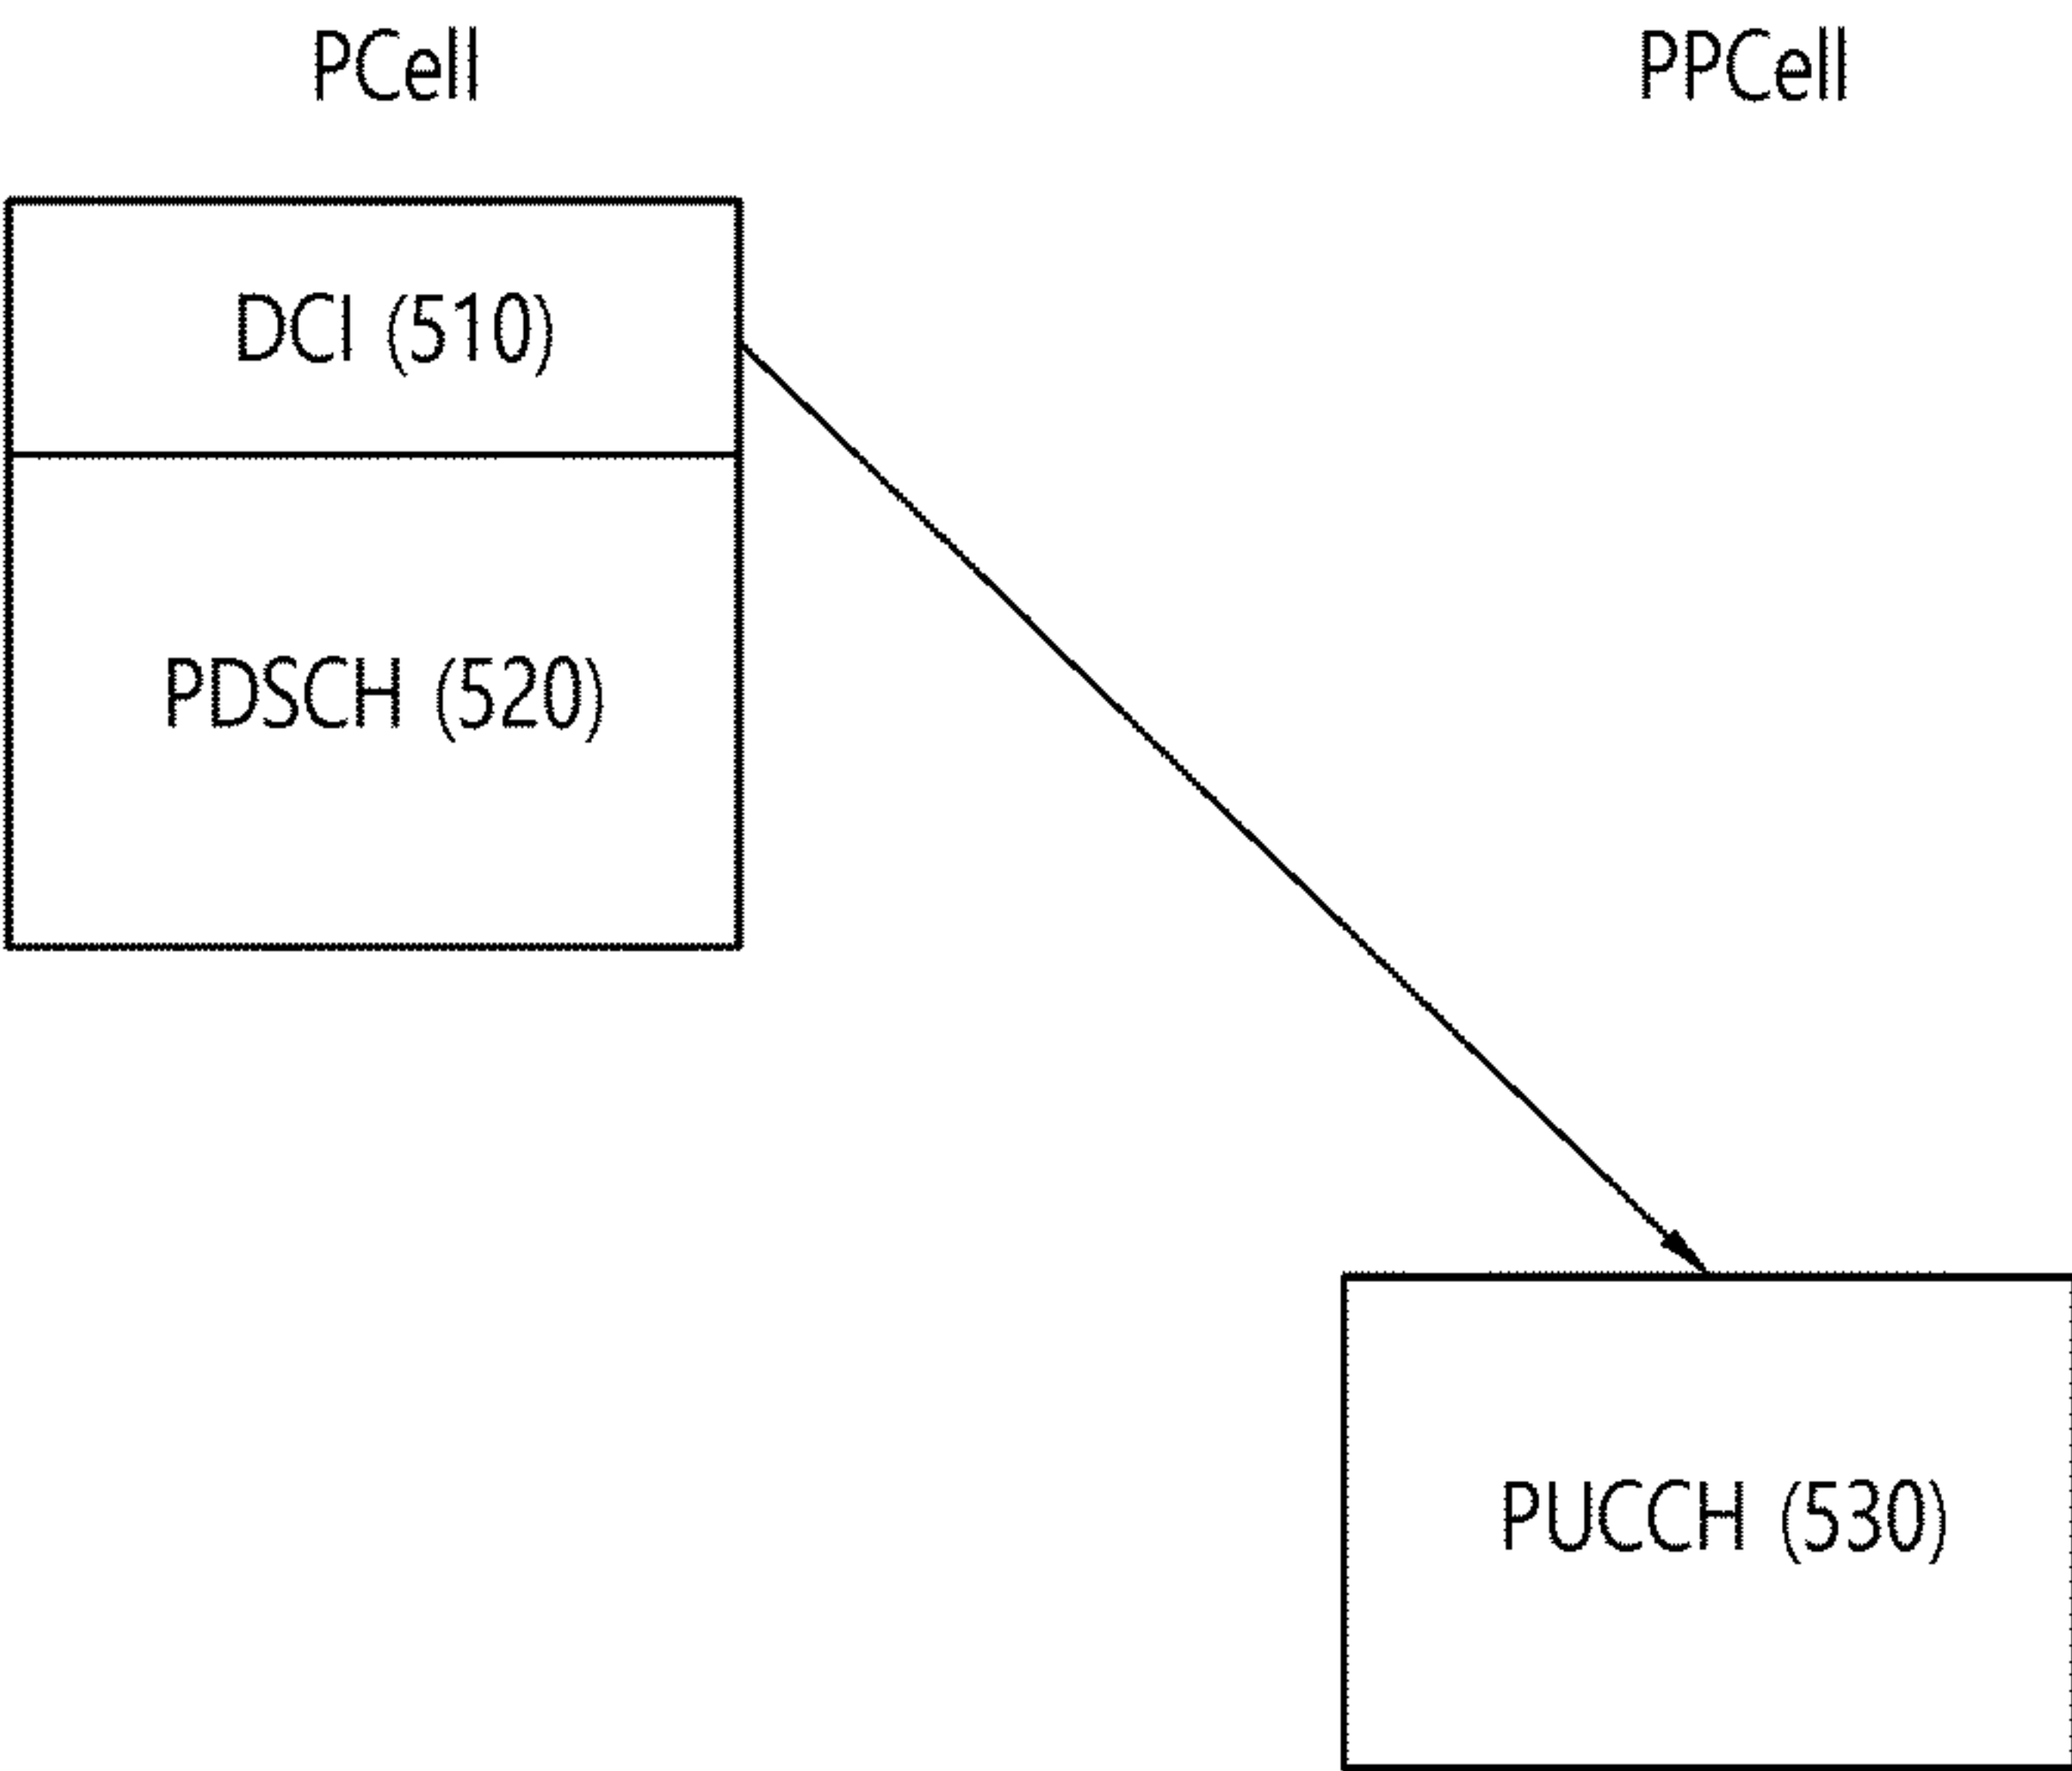 PCell
PPCell
DCI (510)
PDSCH (520)
PUCCH (530)